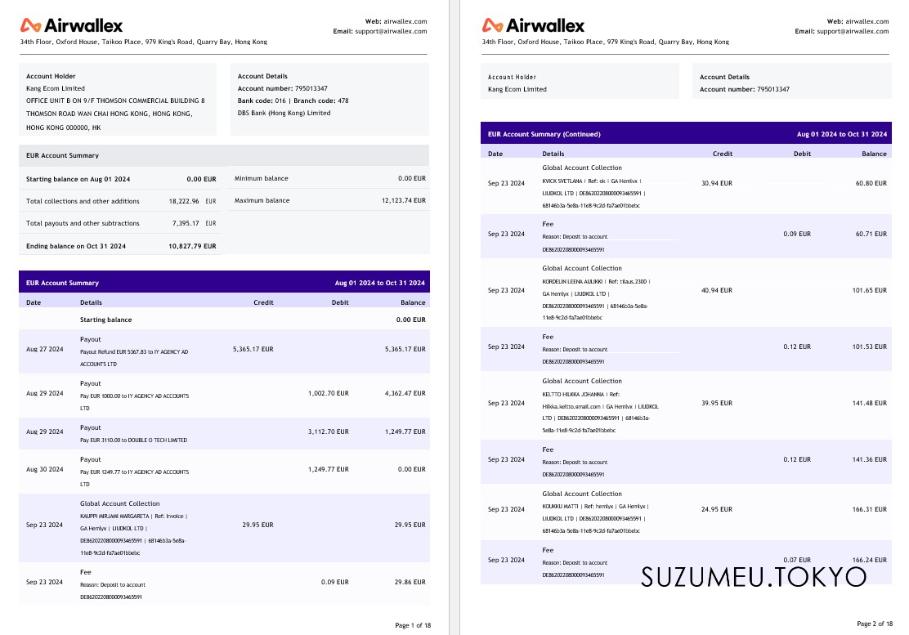 Airwallex
Web: airwallex.com
Email: support@airwallex.com
34th Floor, Oxford House, Taikoo Place, 979 King's Road, Quarry Bay, Hong Kong
Account Holder
Kang Ecom Limited
OFFICE UNIT B ON 9/F THOMSON COMMERCIAL BUILDING 8
THOMSON ROAD WAN CHAI HONG KONG, HONG KONG,
HONG KONG 000000, HK
Account Details
Account number: 795013347
Bank code: 016 | Branch code: 478
DBS Bank (Hong Kong) Limited
EUR Account Summary
Starting balance on Aug 01 2024 0.00 EUR
Minimum balance 0.00 EUR
Total collections and other additions 18,222.96 EUR
Maximum balance 12,123.74 EUR
Total payouts and other subtractions 7,395.17 EUR
Ending balance on Oct 31 2024 10,827.79 EUR
EUR Account Summary Aug 01 2024 to Oct 31 2024
Date Details Credit Debit Balance
Starting balance 0.00 EUR
Payout
Aug 27 2024 Payout Refund EUR 5367.83 to IY AGENCY AD 5,365.17 EUR 5,365.17 EUR
ACCOUNTS LTD
Payout
Aug 29 2024 Pay EUR 1000.00 to IY AGENCY AD ACCOUNTS 1,002.70 EUR 4,362.47 EUR
LTD
Payout
Aug 29 2024 Pay EUR 3110.00 to DOUBLE O TECH LIMITED 3,112.70 EUR 1,249.77 EUR
Payout
Aug 30 2024 Pay EUR 1249.77 to IY AGENCY AD ACCOUNTS 1,249.77 EUR 0.00 EUR
LTD
Global Account Collection
KAUPPI MIRJAMI MARGARETA | Ref: Invoice |
Sep 23 2024 GA Hemlyx | LIUDKOL LTD | 29.95 EUR 29.95 EUR
DE86202208000093465591 | 68146b3a-5e8a-
11e8-9c2d-fa7ae01bbebc
Fee
Sep 23 2024 Reason: Deposit to account 0.09 EUR 29.86 EUR
DE86202208000093465591
Page 1 of 18
Airwallex
Web: airwallex.com
Email: support@airwallex.com
34th Floor, Oxford House, Taikoo Place, 979 King's Road, Quarry Bay, Hong Kong
Account Holder
Kang Ecom Limited
Account Details
Account number: 795013347
EUR Account Summary (Continued) Aug 01 2024 to Oct 31 2024
Date Details Credit Debit Balance
Global Account Collection
Sep 23 2024 KVICK SVETLANA | Ref: ok | GA Hemlyx | 30.94 EUR 60.80 EUR
LIUDKOL LTD | DE86202208000093465591 |
68146b3a-5e8a-11e8-9c2d-fa7ae01bbebc
Fee
Sep 23 2024 Reason: Deposit to account 0.09 EUR 60.71 EUR
DE86202208000093465591
Global Account Collection
KORDELIN LEENA AULIKKI | Ref: tilaus,2300 |
Sep 23 2024 GA Hemlyx | LIUDKOL LTD | 40.94 EUR 101.65 EUR
DE86202208000093465591 | 68146b3a-5e8a-
11e8-9c2d-fa7ae01bbebc
Fee
Sep 23 2024 Reason: Deposit to account 0.12 EUR 101.53 EUR
DE86202208000093465591
Global Account Collection
KELTTO HILKKA JOHANNA | Ref:
Sep 23 2024 Hilkka.keltto.gmail.com | GA Hemlyx | LIUDKOL 39.95 EUR 141.48 EUR
LTD | DE86202208000093465591 | 68146b3a-
5e8a-11e8-9c2d-fa7ae01bbebc
Fee
Sep 23 2024 Reason: Deposit to account 0.12 EUR 141.36 EUR
DE86202208000093465591
Global Account Collection
Sep 23 2024 KOUKKU MATTI | Ref: hemlyx | GA Hemlyx | 24.95 EUR 166.31 EUR
LIUDKOL LTD | DE86202208000093465591 |
68146b3a-5e8a-11e8-9c2d-fa7ae01bbebc
Fee
Sep 23 2024 Reason: Deposit to account 0.07 EUR 166.24 EUR
DE86202208000093465591
SUZUMEU.TOKYO
Page 2 of 18